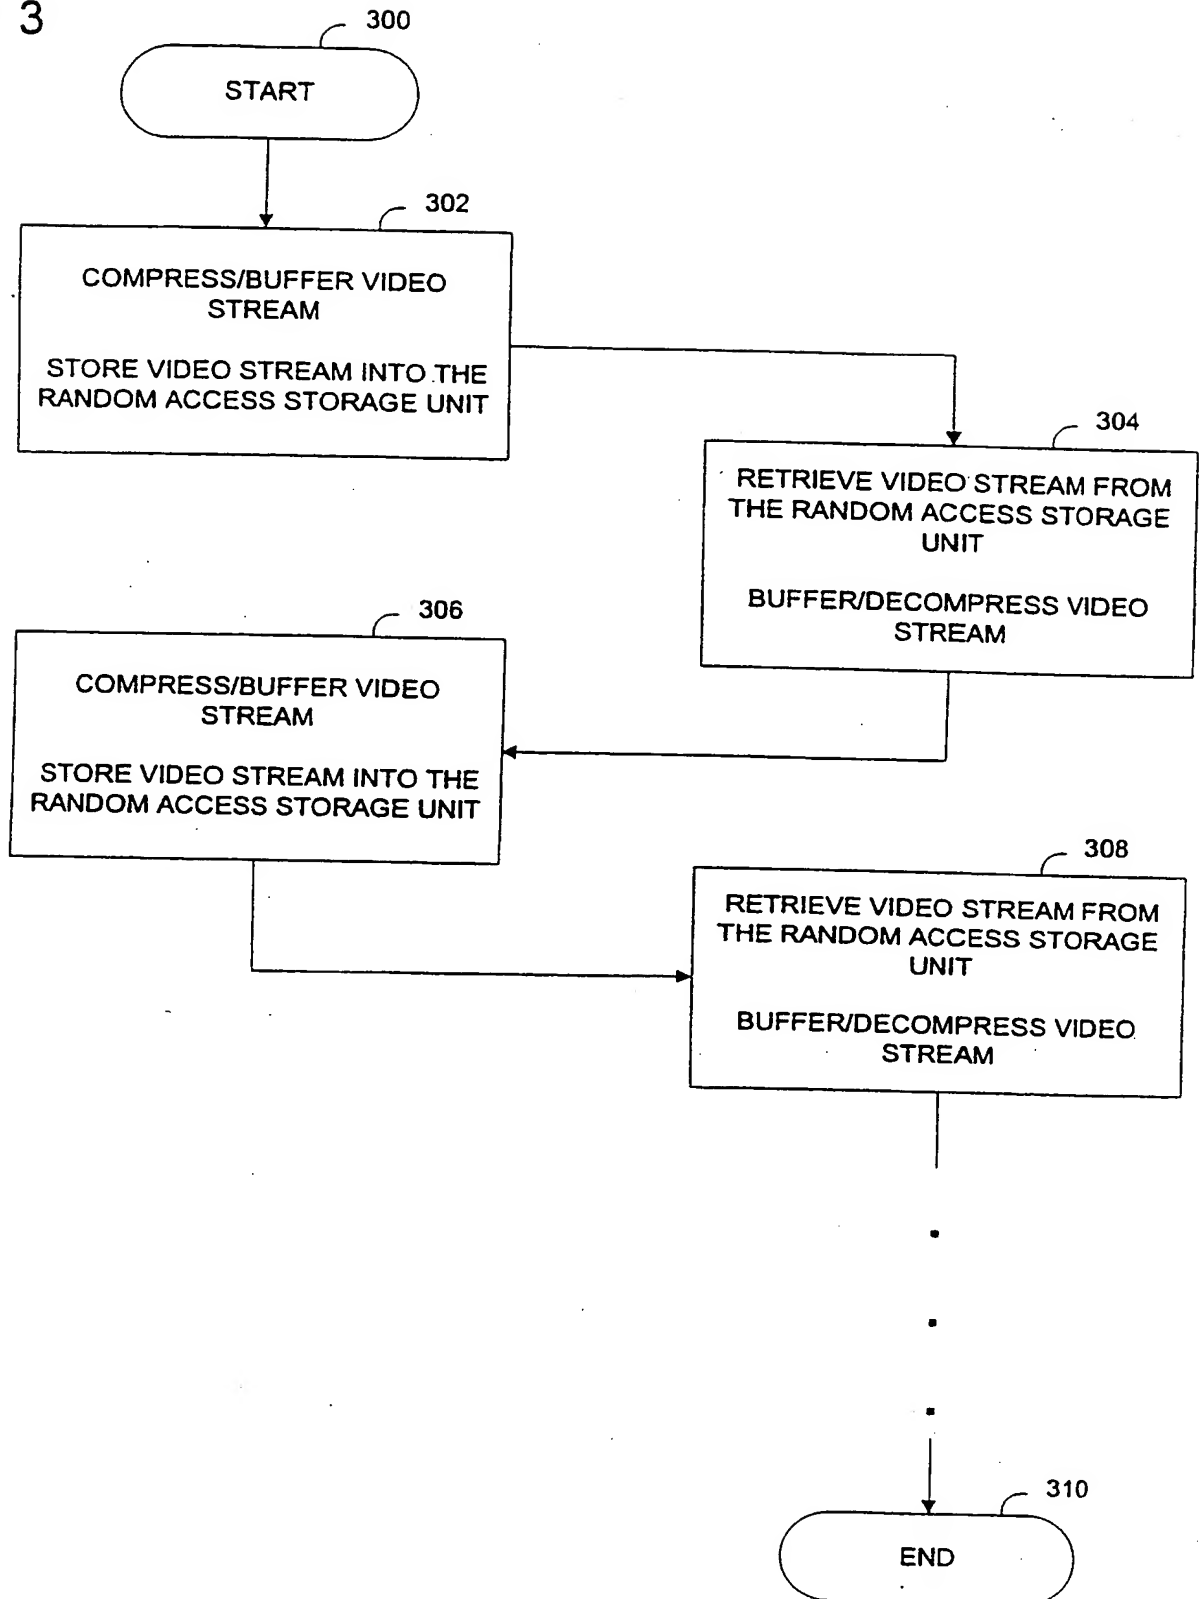 3
300
START
302
COMPRESS/BUFFER VIDEO
STREAM
STORE VIDEO STREAM INTO THE
RANDOM ACCESS STORAGE UNIT
304
RETRIEVE VIDEO STREAM FROM
THE RANDOM ACCESS STORAGE
UNIT
BUFFER/DECOMPRESS VIDEO
STREAM
306
COMPRESS/BUFFER VIDEO
STREAM
STORE VIDEO STREAM INTO THE
RANDOM ACCESS STORAGE UNIT
308
RETRIEVE VIDEO STREAM FROM
THE RANDOM ACCESS STORAGE
UNIT
BUFFER/DECOMPRESS VIDEO
STREAM
310
END